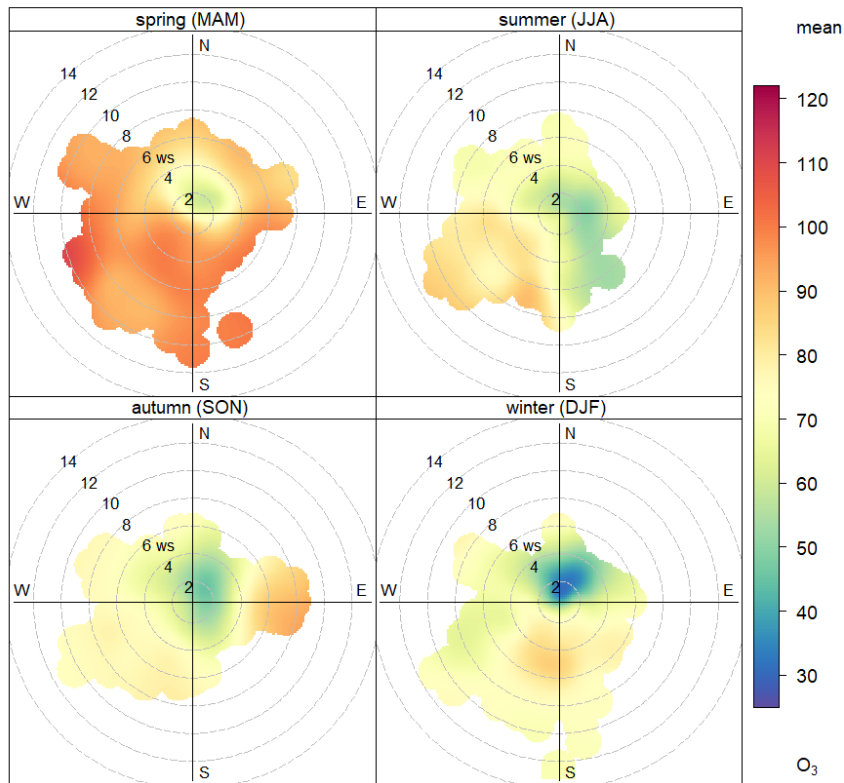 spring (MAM)
summer (JJA)
mean
N
N
14
14
12
12
10
10
8
8
6 ws
6 ws
4
4
2
2
W
E
W
E
S
S
autumn (SON)
winter (DJF)
N
N
14
14
12
12
10
10
8
8
6 ws
6 ws
4
4
2
2
W
E
W
E
S
S
120
110
100
90
80
70
60
50
40
30
O₃